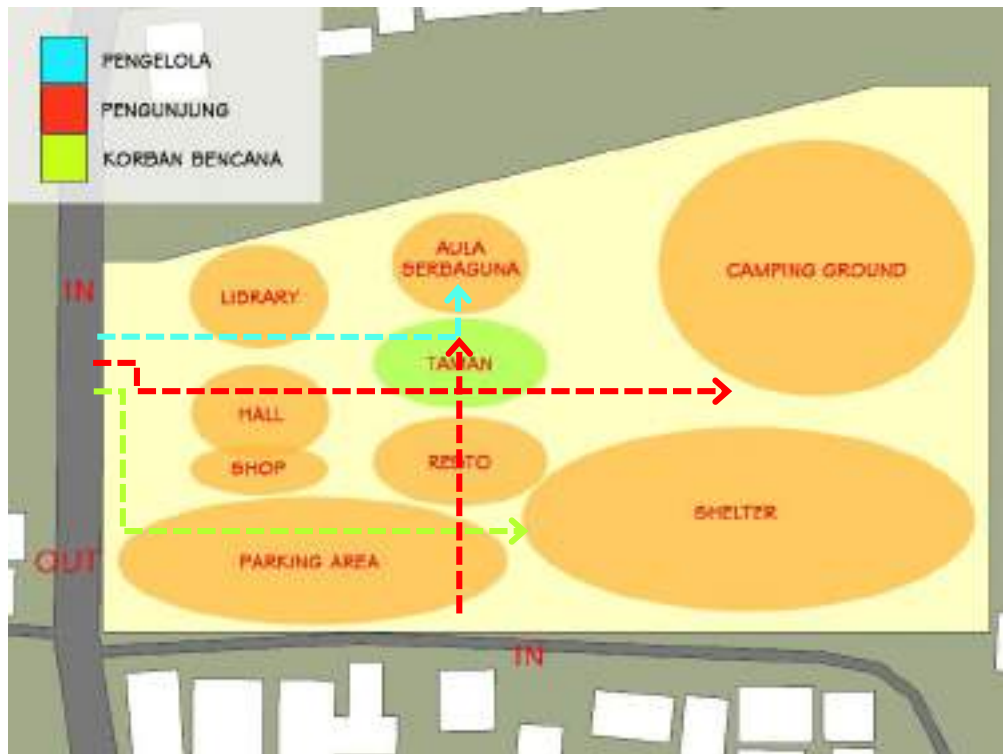 PENGELOLA
PENGUNJUNG
KORBAN BENCANA
AULA
SERBAGUNA
CAMPING GROUND
IN
LIBRARY
TAMAN
HALL
RESTO
SHOP
SHELTER
OUT
PARKING AREA
IN